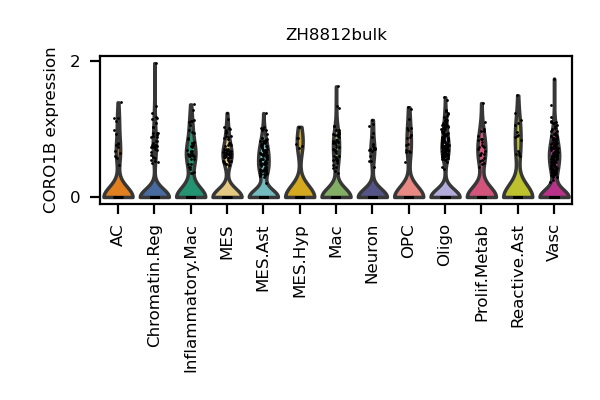 ZH8812bulk
CORO1B expression
2
0
AC
Chromatin.Reg
Inflammatory.Mac
MES
MES.Ast
MES.Hyp
Mac
Neuron
OPC
Oligo
Prolif.Metab
Reactive.Ast
Vasc